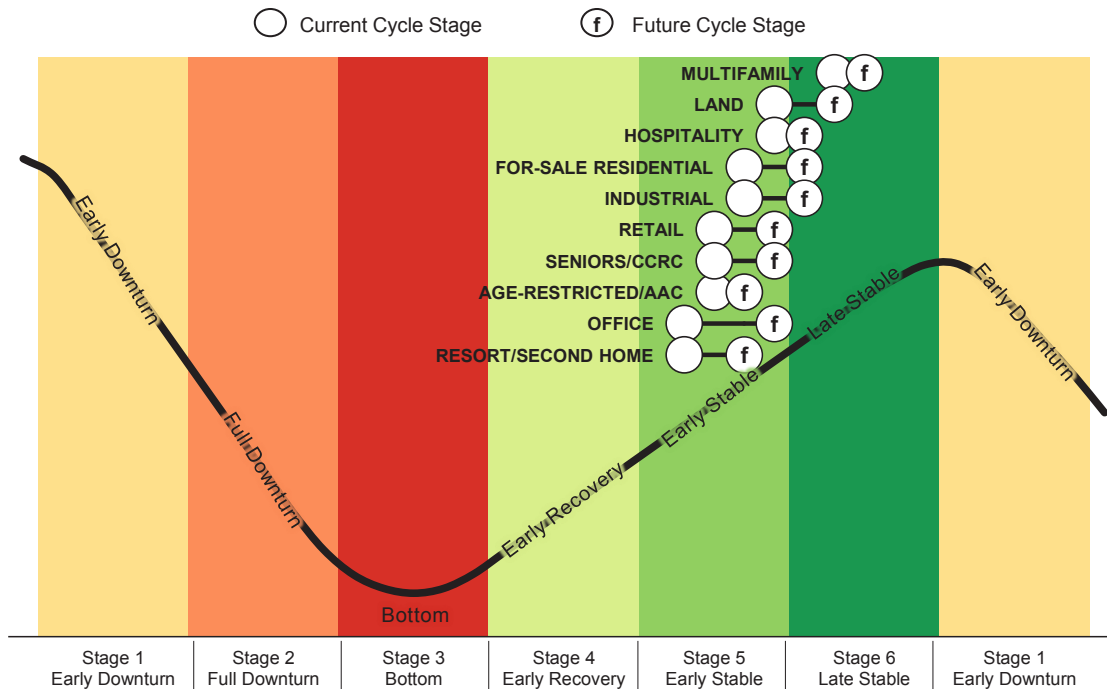 Current Cycle Stage
f Future Cycle Stage
MULTIFAMILY f
LAND f
HOSPITALITY f
FOR-SALE RESIDENTIAL f
INDUSTRIAL f
RETAIL f
SENIORS/CCRC f
AGE-RESTRICTED/AAC f
OFFICE f
RESORT/SECOND HOME f
Early Downturn
Full Downturn
Bottom
Early Recovery
Early Stable
Late Stable
Early Downturn
Stage 1
Early Downturn
Stage 2
Full Downturn
Stage 3
Bottom
Stage 4
Early Recovery
Stage 5
Early Stable
Stage 6
Late Stable
Stage 1
Early Downturn